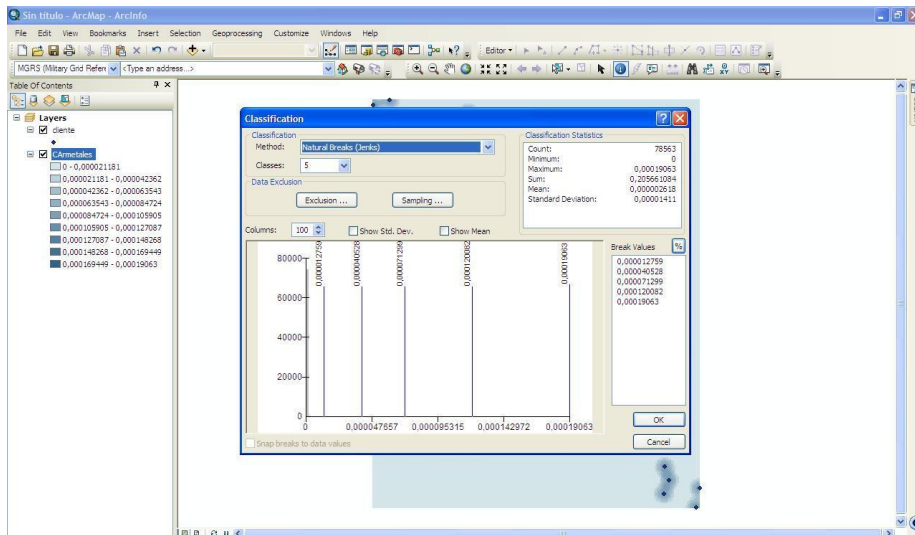 Sin título - ArcMap - ArcInfo
File Edit View Bookmarks Insert Selection Geoprocessing Customize Windows Help
Editor
MGRS (Military Grid Refere <Type an address...>
Table Of Contents
Layers
diente
CArmetales
0 - 0,000021181
0,000021181 - 0,000042362
0,000042362 - 0,000063543
0,000063543 - 0,000084724
0,000084724 - 0,000105905
0,000105905 - 0,000127087
0,000127087 - 0,000148268
0,000148268 - 0,000169449
0,000169449 - 0,00019063
Classification
Classification
Method: Natural Breaks (Jenks)
Classes: 5
Data Exclusion
Exclusion ... Sampling ...
Classification Statistics
Count: 78563
Minimum: 0
Maximum: 0,00019063
Sum: 0,205661084
Mean: 0,000002618
Standard Deviation: 0,00001411
Columns: 100 Show Std. Dev. Show Mean
Break Values %
0,000012759
0,000040528
0,000071299
0,000120082
0,00019063
0,000012759 0,000040528 0,000071299 0,000120082 0,00019063
80000
60000
40000
20000
0
0 0,000047657 0,000095316 0,000142972 0,00019063
Snap breaks to data values
OK
Cancel